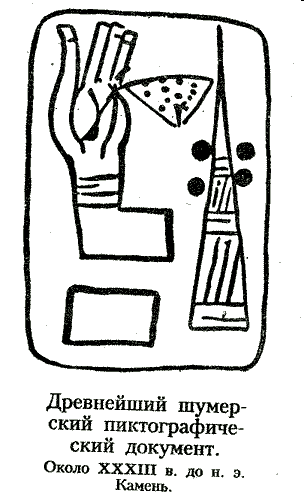 Древнейший шумер-
ский пиктографиче-
ский документ.
Около XXXIII в. до н. э.
Камень.